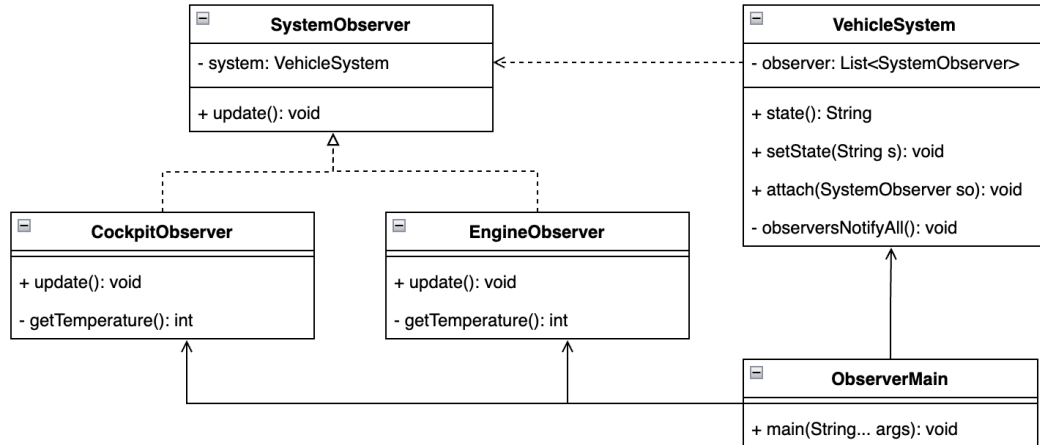 SystemObserver
- system: VehicleSystem
+ update(): void
VehicleSystem
- observer: List<SystemObserver>
+ state(): String
+ setState(String s): void
+ attach(SystemObserver so): void
- observersNotifyAll(): void
CockpitObserver
+ update(): void
- getTemperature(): int
EngineObserver
+ update(): void
- getTemperature(): int
ObserverMain
+ main(String... args): void